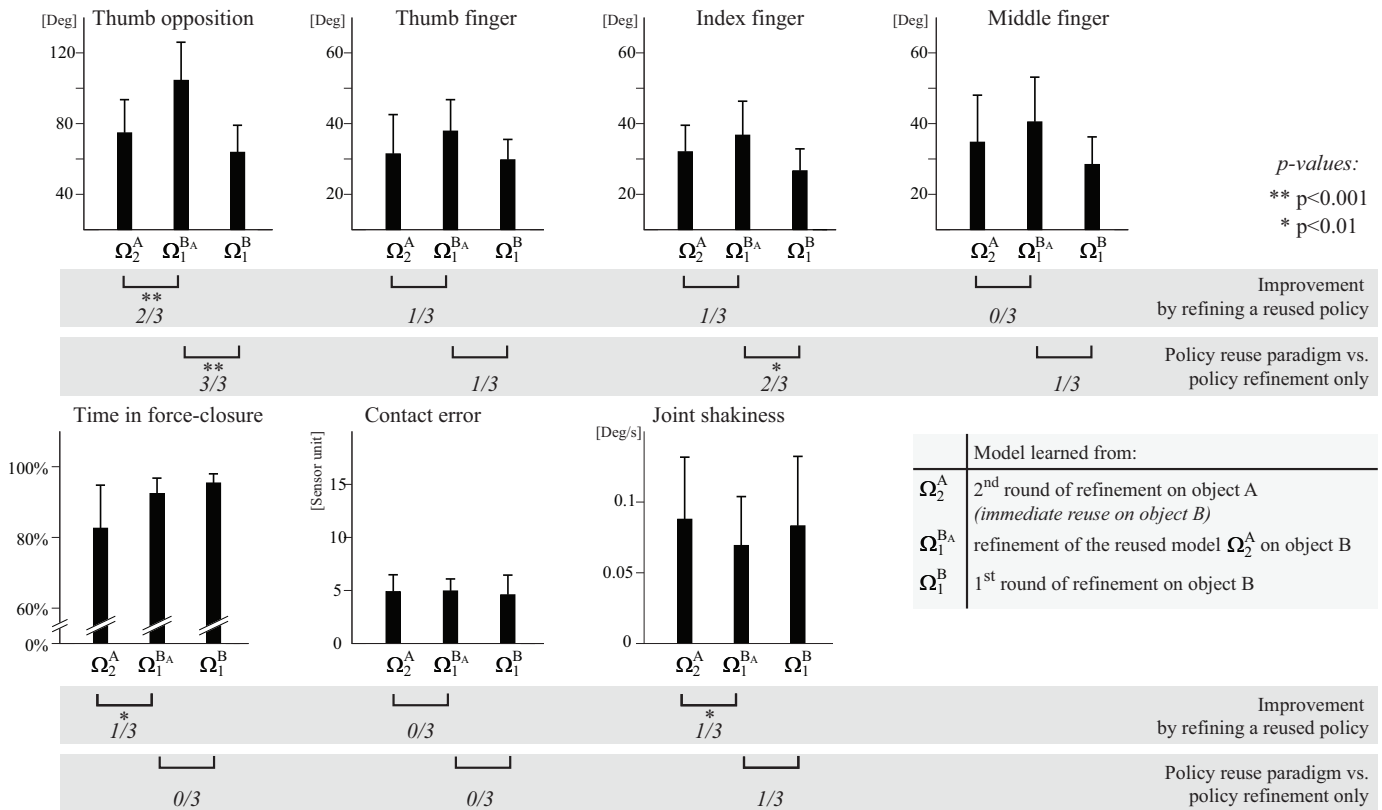 Thumb opposition
[Deg]
120
80
40
Ω₂ᴬ Ω₁ᴮᴬ Ω₁ᴮ
Thumb finger
[Deg]
60
40
20
Ω₂ᴬ Ω₁ᴮᴬ Ω₁ᴮ
Index finger
[Deg]
60
40
20
Ω₂ᴬ Ω₁ᴮᴬ Ω₁ᴮ
Middle finger
[Deg]
60
40
20
Ω₂ᴬ Ω₁ᴮᴬ Ω₁ᴮ
p-values:
** p<0.001
* p<0.01
**
2/3 1/3 1/3 0/3
Improvement
by refining a reused policy
** *
3/3 1/3 2/3 1/3
Policy reuse paradigm vs.
policy refinement only
Time in force-closure
100%
80%
60%
0%
Ω₂ᴬ Ω₁ᴮᴬ Ω₁ᴮ
Contact error
[Sensor unit]
15
10
5
0
Ω₂ᴬ Ω₁ᴮᴬ Ω₁ᴮ
Joint shakiness
[Deg/s]
0.1
0.05
0
Ω₂ᴬ Ω₁ᴮᴬ Ω₁ᴮ
Model learned from:
Ω₂ᴬ 2nd round of refinement on object A
(immediate reuse on object B)
Ω₁ᴮᴬ refinement of the reused model Ω₂ᴬ on object B
Ω₁ᴮ 1st round of refinement on object B
* *
1/3 0/3 1/3
Improvement
by refining a reused policy
0/3 0/3 1/3
Policy reuse paradigm vs.
policy refinement only